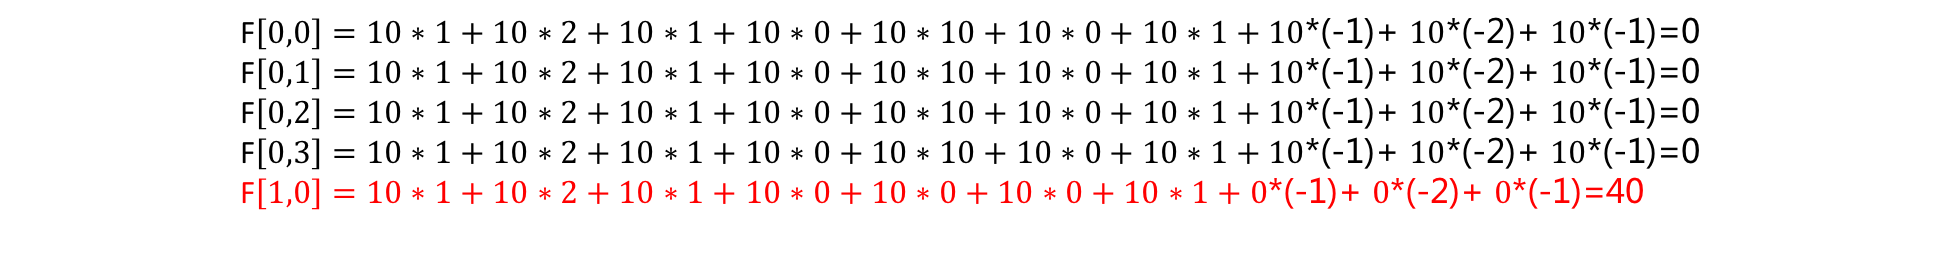 F[0,0] = 10 ∗ 1 + 10 ∗ 2 + 10 ∗ 1 + 10 ∗ 0 + 10 ∗ 10 + 10 ∗ 0 + 10 ∗ 1 + 10*(-1)+ 10*(-2)+ 10*(-1)=0
F[0,1] = 10 ∗ 1 + 10 ∗ 2 + 10 ∗ 1 + 10 ∗ 0 + 10 ∗ 10 + 10 ∗ 0 + 10 ∗ 1 + 10*(-1)+ 10*(-2)+ 10*(-1)=0
F[0,2] = 10 ∗ 1 + 10 ∗ 2 + 10 ∗ 1 + 10 ∗ 0 + 10 ∗ 10 + 10 ∗ 0 + 10 ∗ 1 + 10*(-1)+ 10*(-2)+ 10*(-1)=0
F[0,3] = 10 ∗ 1 + 10 ∗ 2 + 10 ∗ 1 + 10 ∗ 0 + 10 ∗ 10 + 10 ∗ 0 + 10 ∗ 1 + 10*(-1)+ 10*(-2)+ 10*(-1)=0
F[1,0] = 10 ∗ 1 + 10 ∗ 2 + 10 ∗ 1 + 10 ∗ 0 + 10 ∗ 0 + 10 ∗ 0 + 10 ∗ 1 + 0*(-1)+ 0*(-2)+ 0*(-1)=40